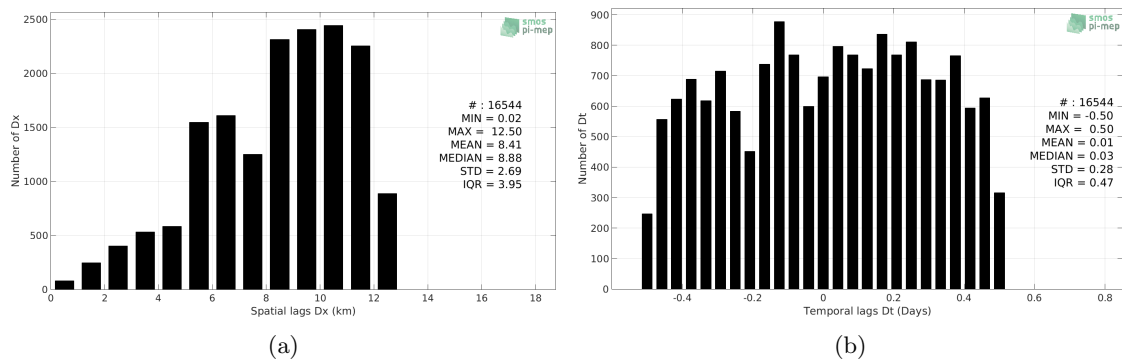 2500
2000
1500
1000
500
0
Number of Dx
0 2 4 6 8 10 12 14 16 18
Spatial lags Dx (km)
smos
pi-mep
# : 16544
MIN = 0.02
MAX = 12.50
MEAN = 8.41
MEDIAN = 8.88
STD = 2.69
IQR = 3.95
(a)
900
800
700
600
500
400
300
200
100
0
Number of Dt
-0.4 -0.2 0 0.2 0.4 0.6 0.8
Temporal lags Dt (Days)
smos
pi-mep
# : 16544
MIN = -0.50
MAX = 0.50
MEAN = 0.01
MEDIAN = 0.03
STD = 0.28
IQR = 0.47
(b)